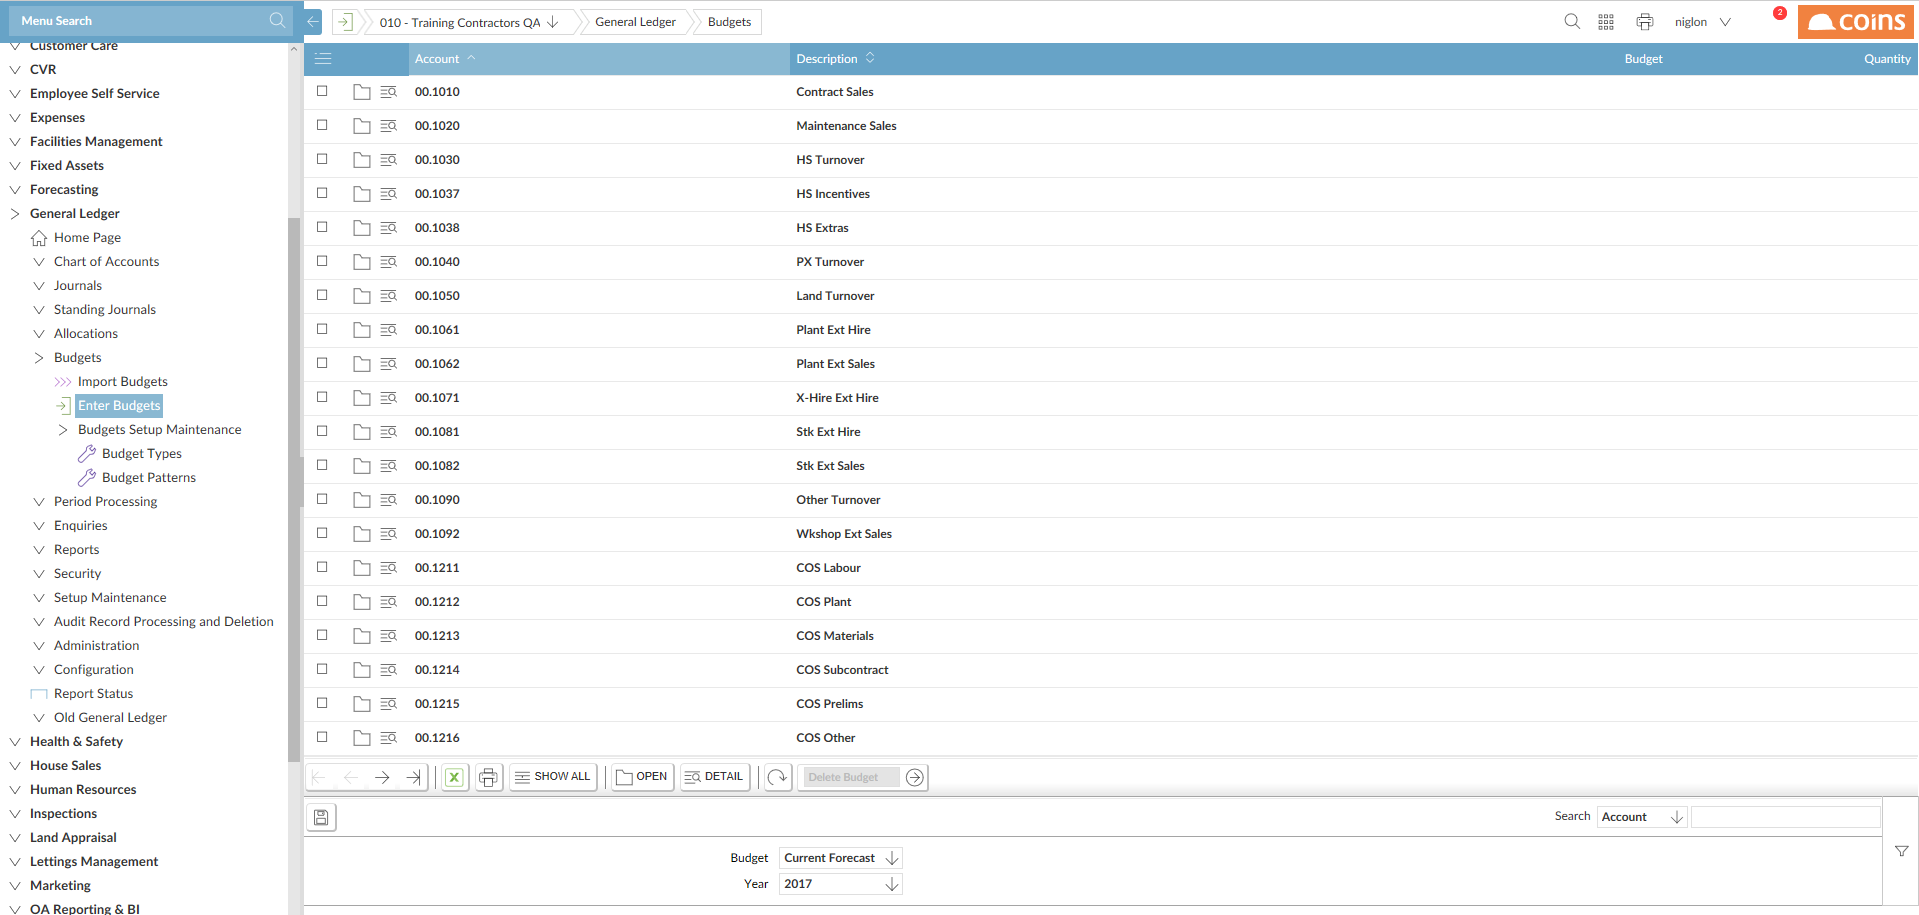 Menu Search
010 - Training Contractors QA
General Ledger
Budgets
niglon
2
coins
Customer Care
CVR
Employee Self Service
Expenses
Facilities Management
Fixed Assets
Forecasting
General Ledger
Home Page
Chart of Accounts
Journals
Standing Journals
Allocations
Budgets
Import Budgets
Enter Budgets
Budgets Setup Maintenance
Budget Types
Budget Patterns
Period Processing
Enquiries
Reports
Security
Setup Maintenance
Audit Record Processing and Deletion
Administration
Configuration
Report Status
Old General Ledger
Health & Safety
House Sales
Human Resources
Inspections
Land Appraisal
Lettings Management
Marketing
OA Reporting & BI
Account Description Budget Quantity
00.1010 Contract Sales
00.1020 Maintenance Sales
00.1030 HS Turnover
00.1037 HS Incentives
00.1038 HS Extras
00.1040 PX Turnover
00.1050 Land Turnover
00.1061 Plant Ext Hire
00.1062 Plant Ext Sales
00.1071 X-Hire Ext Hire
00.1081 Stk Ext Hire
00.1082 Stk Ext Sales
00.1090 Other Turnover
00.1092 Wkshop Ext Sales
00.1211 COS Labour
00.1212 COS Plant
00.1213 COS Materials
00.1214 COS Subcontract
00.1215 COS Prelims
00.1216 COS Other
X SHOW ALL OPEN DETAIL Delete Budget
Search Account
Budget Current Forecast
Year 2017